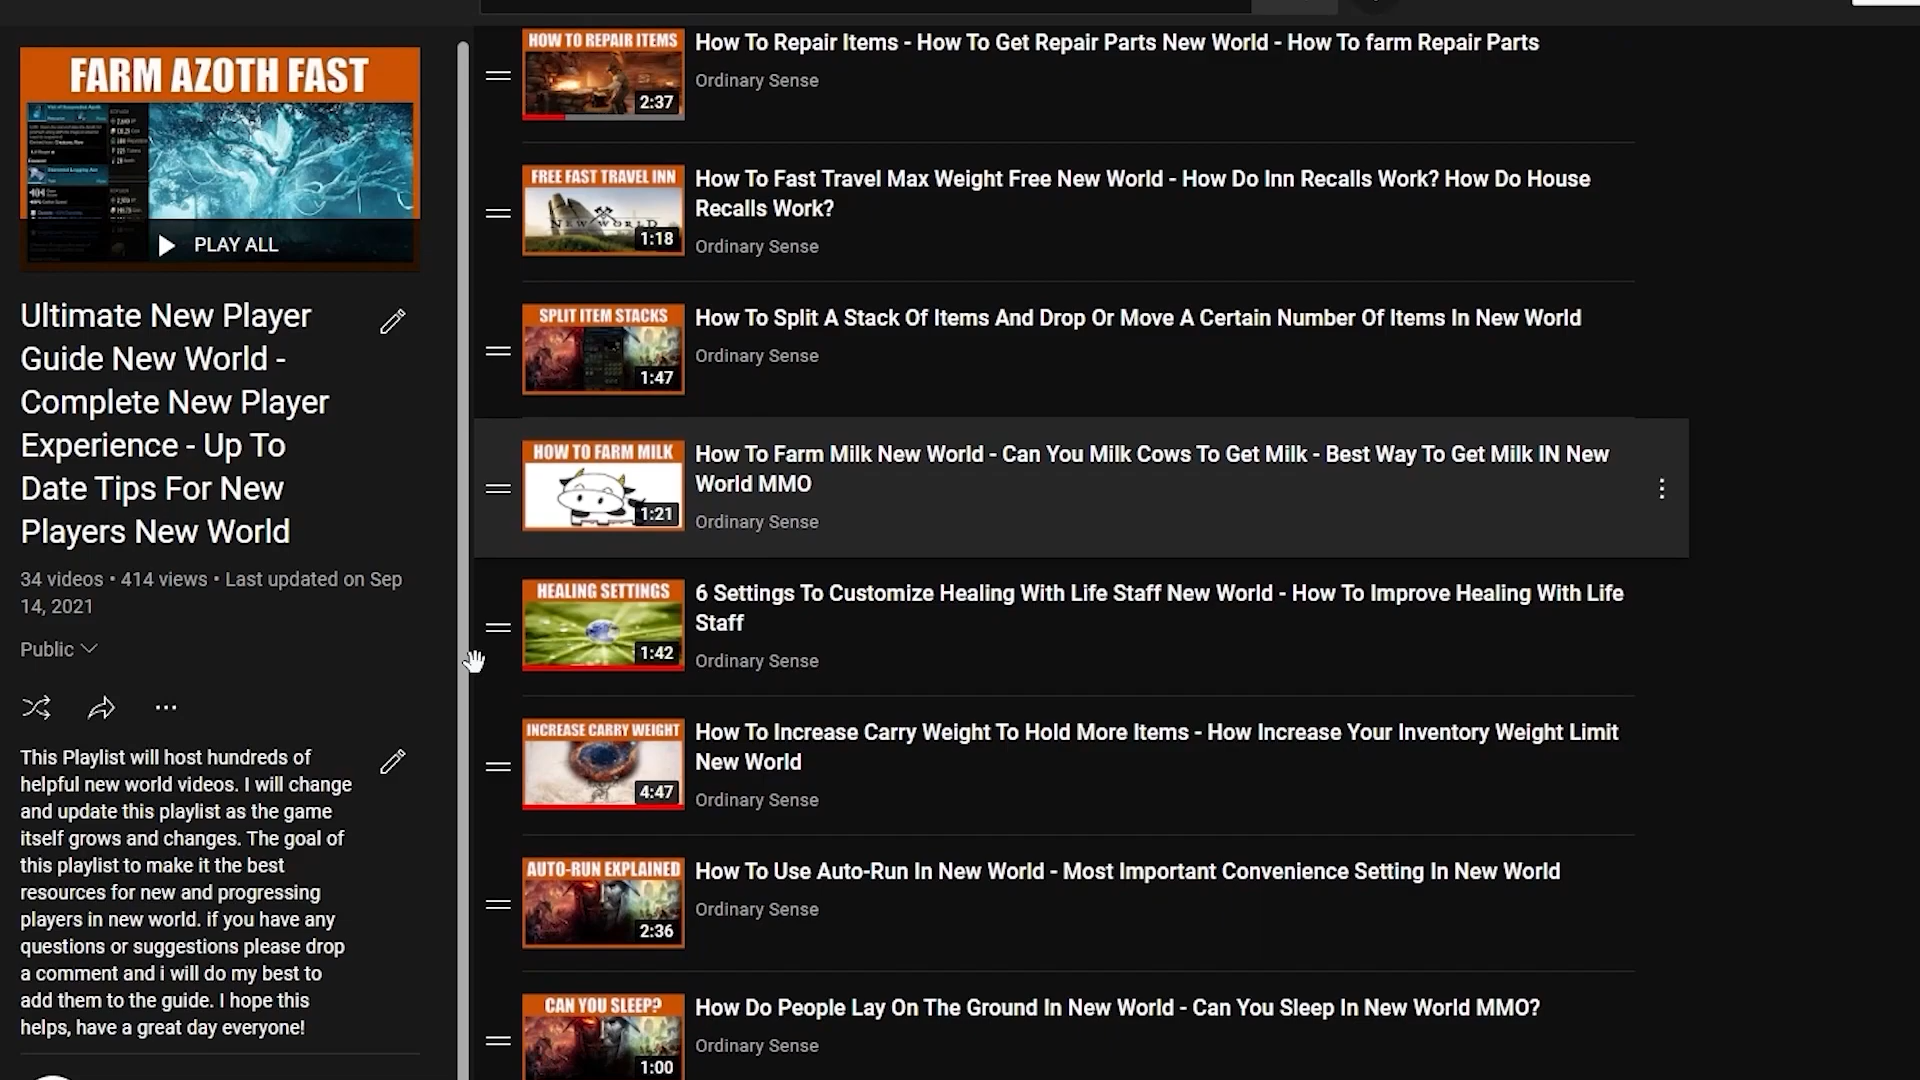 FARM AZOTH FAST
PLAY ALL
Ultimate New Player
Guide New World -
Complete New Player
Experience - Up To
Date Tips For New
Players New World
34 videos • 414 views • Last updated on Sep
14, 2021
Public
This Playlist will host hundreds of
helpful new world videos. I will change
and update this playlist as the game
itself grows and changes. The goal of
this playlist to make it the best
resources for new and progressing
players in new world. if you have any
questions or suggestions please drop
a comment and i will do my best to
add them to the guide. I hope this
helps, have a great day everyone!
HOW TO REPAIR ITEMS
2:37
How To Repair Items - How To Get Repair Parts New World - How To farm Repair Parts
Ordinary Sense
FREE FAST TRAVEL INN
NEW WORLD
1:18
How To Fast Travel Max Weight Free New World - How Do Inn Recalls Work? How Do House
Recalls Work?
Ordinary Sense
SPLIT ITEM STACKS
1:47
How To Split A Stack Of Items And Drop Or Move A Certain Number Of Items In New World
Ordinary Sense
HOW TO FARM MILK
1:21
How To Farm Milk New World - Can You Milk Cows To Get Milk - Best Way To Get Milk IN New
World MMO
Ordinary Sense
HEALING SETTINGS
1:42
6 Settings To Customize Healing With Life Staff New World - How To Improve Healing With Life
Staff
Ordinary Sense
INCREASE CARRY WEIGHT
4:47
How To Increase Carry Weight To Hold More Items - How Increase Your Inventory Weight Limit
New World
Ordinary Sense
AUTO-RUN EXPLAINED
2:36
How To Use Auto-Run In New World - Most Important Convenience Setting In New World
Ordinary Sense
CAN YOU SLEEP?
1:00
How Do People Lay On The Ground In New World - Can You Sleep In New World MMO?
Ordinary Sense